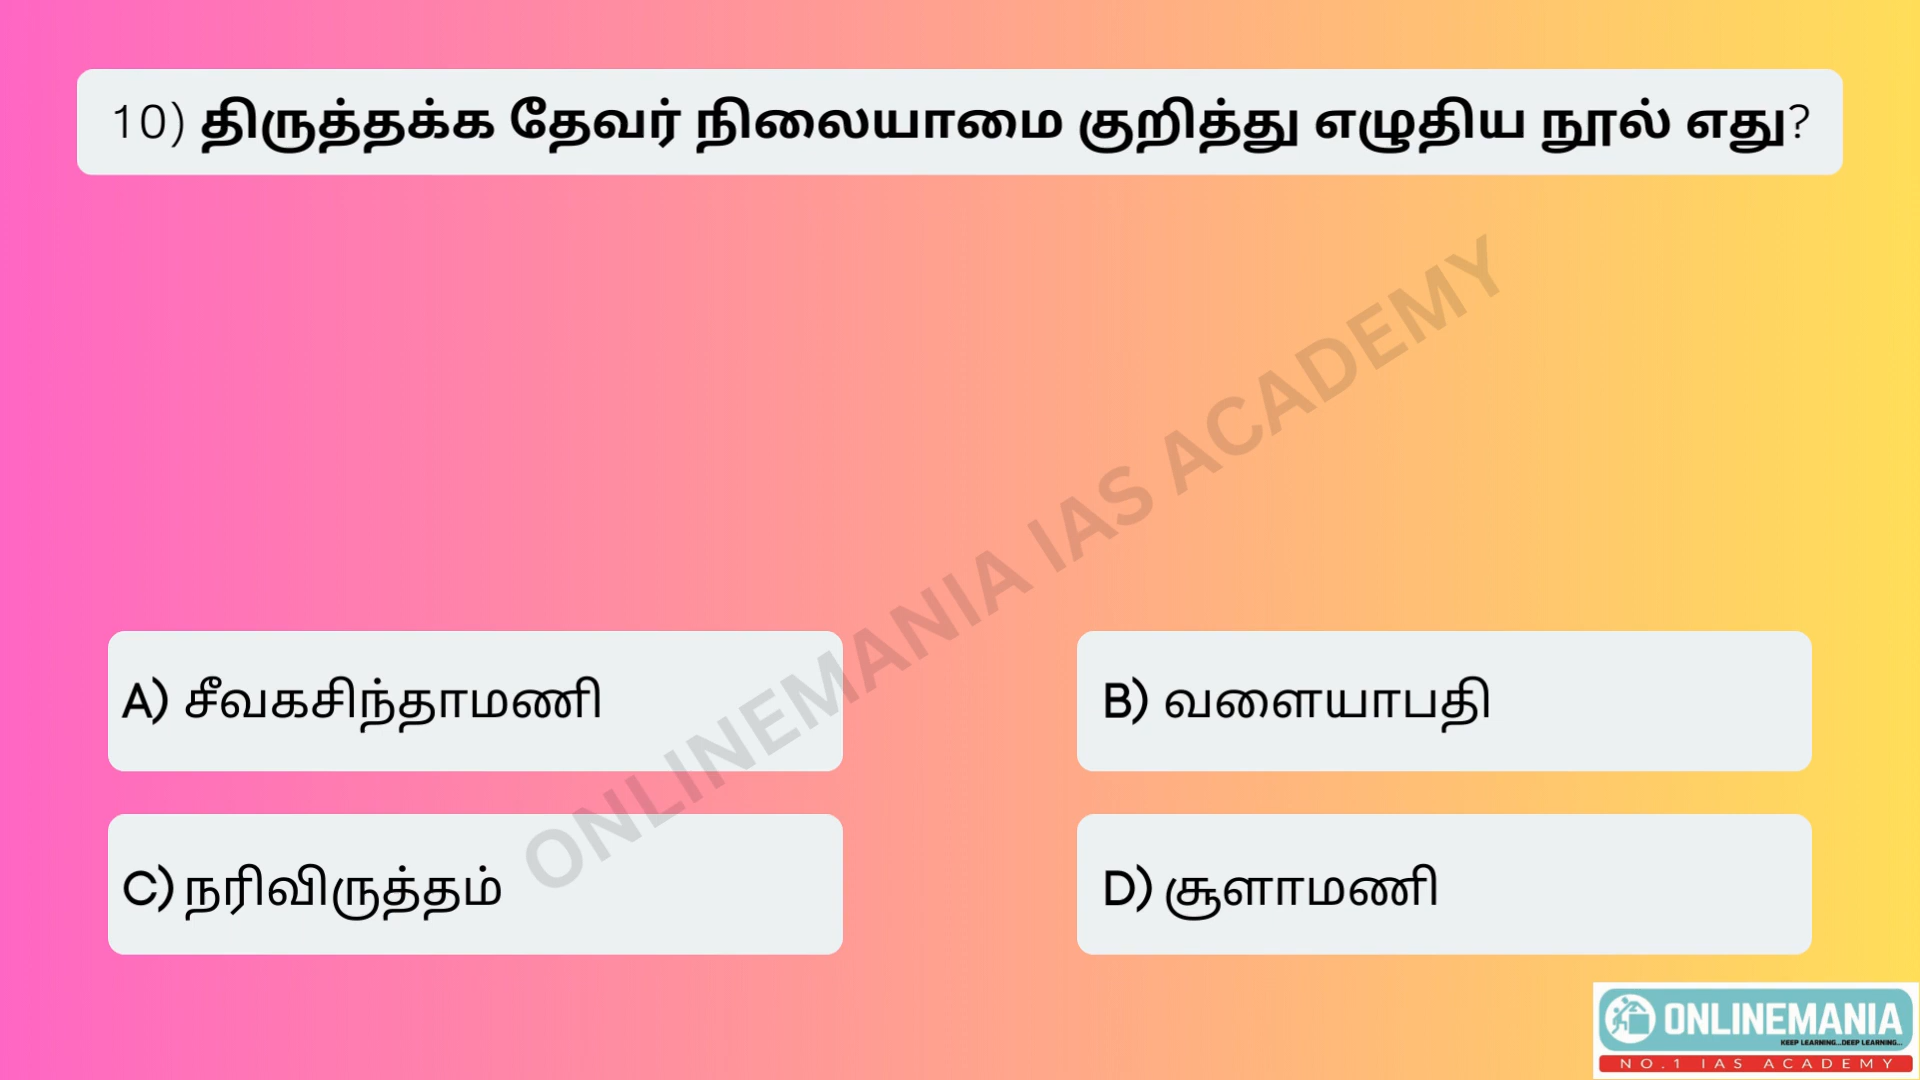 10) திருத்தக்க தேவர் நிலையாமை குறித்து எழுதிய நூல் எது?
ONLINEMANIA IAS ACADEMY
A) சீவகசிந்தாமணி
B) வளையாபதி
C) நரிவிருத்தம்
D) சூளாமணி
ONLINEMANIA
KEEP LEARNING...DEEP LEARNING...
NO.1 IAS ACADEMY